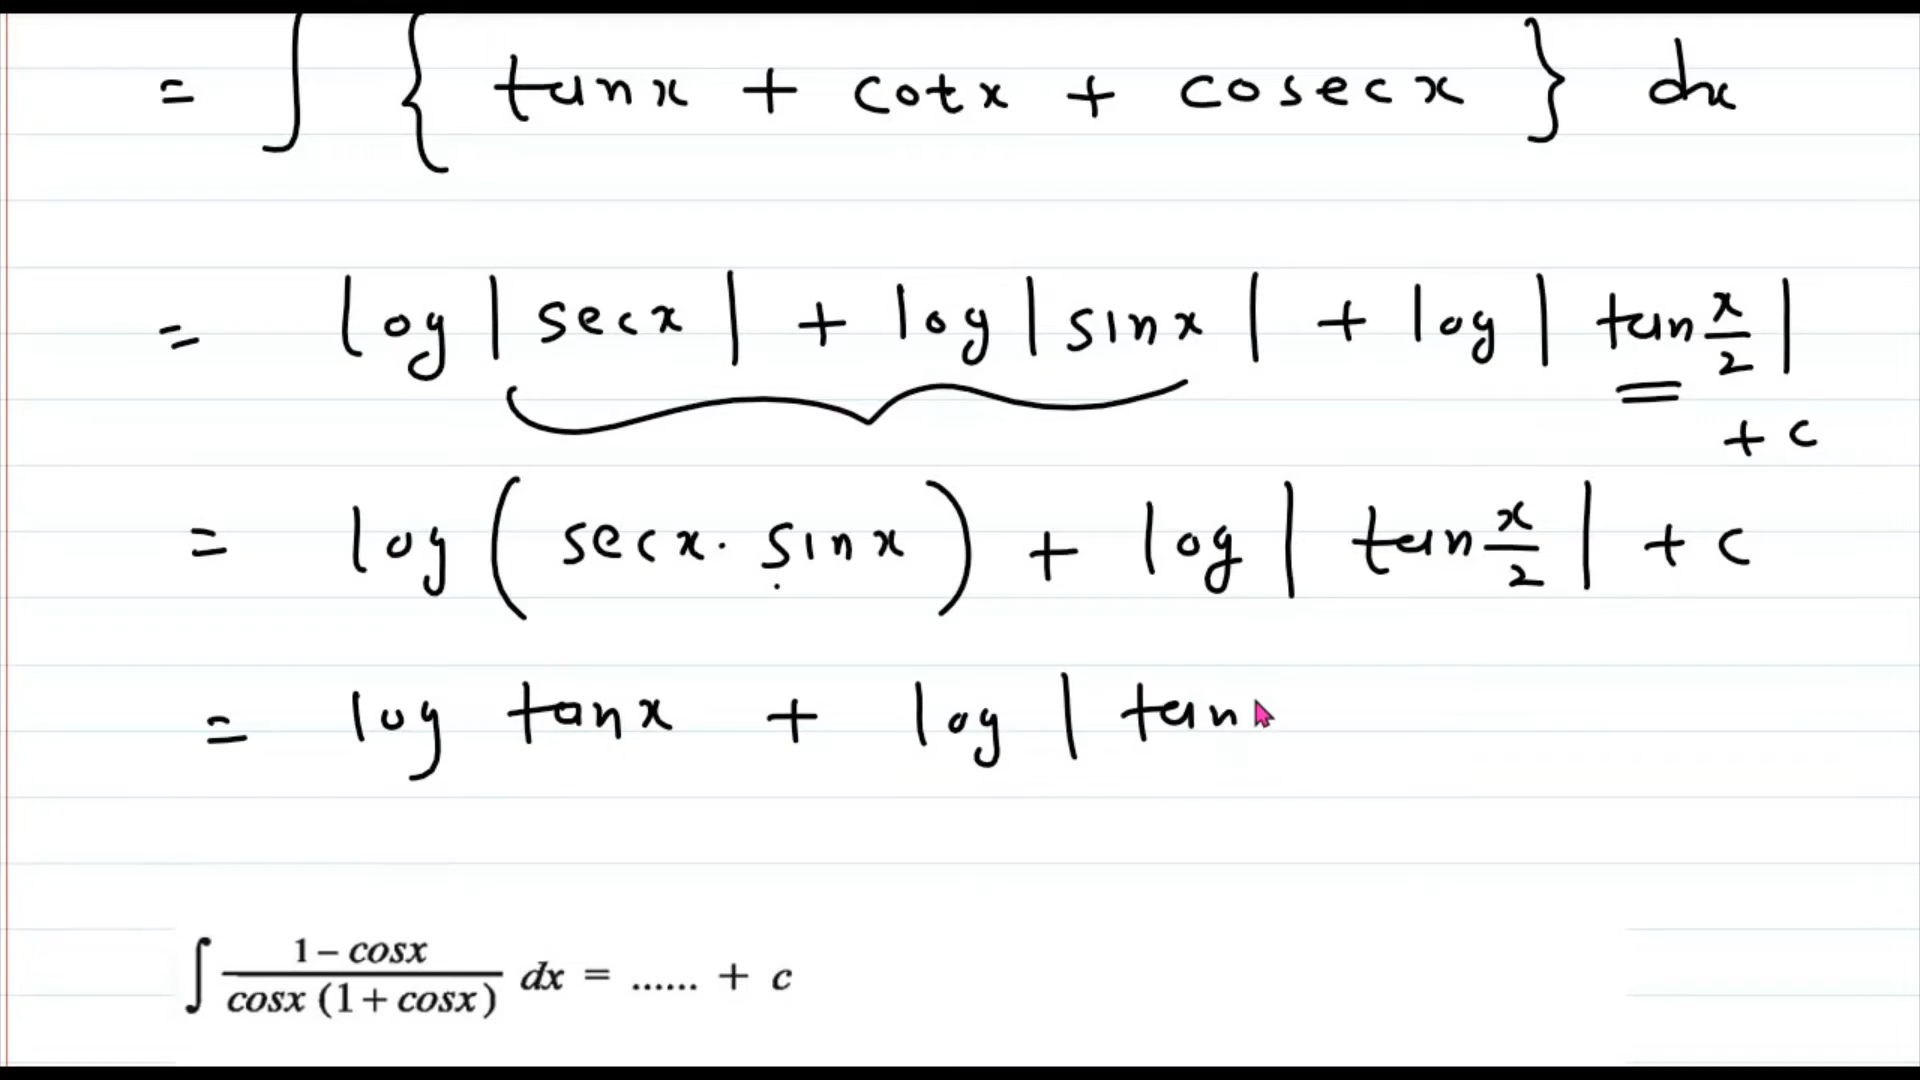 = ∫ { tanx + cotx + cosecx } dx
= log |secx| + log |sinx| + log | tan x/2 |
+ c
= log ( secx · sinx ) + log | tan x/2 | + c
= log tanx + log | tan
∫ (1 – cosx)/(cosx (1 + cosx)) dx = ...... + c